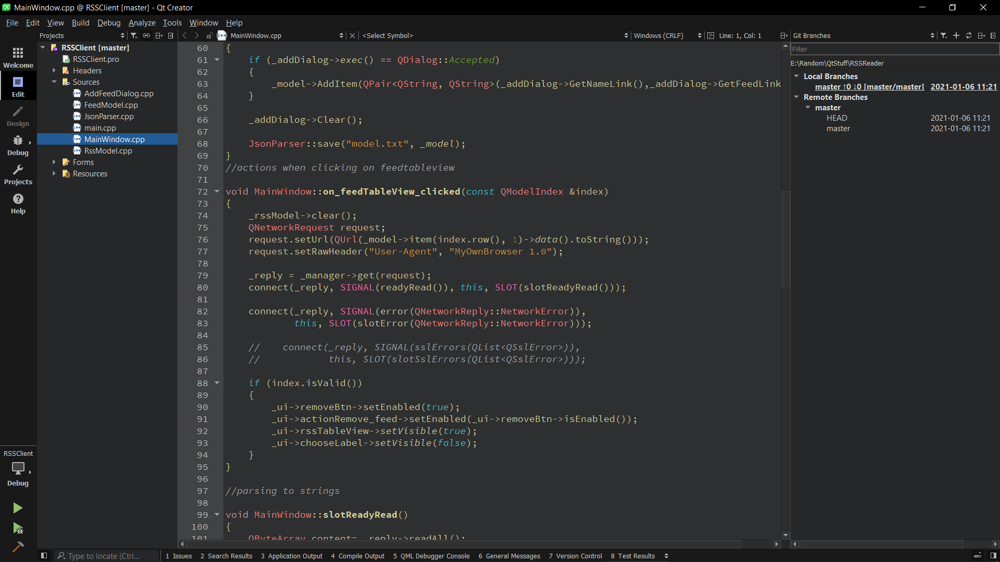 MainWindow.cpp @ RSSClient [master] - Qt Creator
File Edit View Build Debug Analyze Tools Window Help
Projects
MainWindow.cpp
<Select Symbol>
Windows (CRLF)
Line: 1, Col: 1
Git Branches
Welcome
Edit
Design
Debug
Projects
Help
RSSClient
Debug
RSSClient [master]
RSSClient.pro
Headers
Sources
AddFeedDialog.cpp
FeedModel.cpp
JsonParser.cpp
main.cpp
MainWindow.cpp
RssModel.cpp
Forms
Resources
60 {
61 if (_addDialog->exec() == QDialog::Accepted)
62 {
63 _model->AddItem(QPair<QString, QString>(_addDialog->GetNameLink(),_addDialog->GetFeedLink
64 }
65
66 _addDialog->Clear();
67
68 JsonParser::save("model.txt", _model);
69 }
70 //actions when clicking on feedtableview
71
72 void MainWindow::on_feedTableView_clicked(const QModelIndex &index)
73 {
74 _rssModel->clear();
75 QNetworkRequest request;
76 request.setUrl(QUrl(_model->item(index.row(), 1)->data().toString()));
77 request.setRawHeader("User-Agent", "MyOwnBrowser 1.0");
78
79 _reply = _manager->get(request);
80 connect(_reply, SIGNAL(readyRead()), this, SLOT(slotReadyRead()));
81
82 connect(_reply, SIGNAL(error(QNetworkReply::NetworkError)),
83 this, SLOT(slotError(QNetworkReply::NetworkError)));
84
85 // connect(_reply, SIGNAL(sslErrors(QList<QSslError>)),
86 // this, SLOT(slotSslErrors(QList<QSslError>)));
87
88 if (index.isValid())
89 {
90 _ui->removeBtn->setEnabled(true);
91 _ui->actionRemove_feed->setEnabled(_ui->removeBtn->isEnabled());
92 _ui->rssTableView->setVisible(true);
93 _ui->chooseLabel->setVisible(false);
94 }
95 }
96
97 //parsing to strings
98
99 void MainWindow::slotReadyRead()
100 {
101 QByteArray content= _reply->readAll();
Filter
E:\Random\QtStuff\RSSReader
Local Branches
master ↑0 ↓0 [master/master] 2021-01-06 11:21
Remote Branches
master
HEAD 2021-01-06 11:21
master 2021-01-06 11:21
Type to locate (Ctrl...
1 Issues
2 Search Results
3 Application Output
4 Compile Output
5 QML Debugger Console
6 General Messages
7 Version Control
8 Test Results